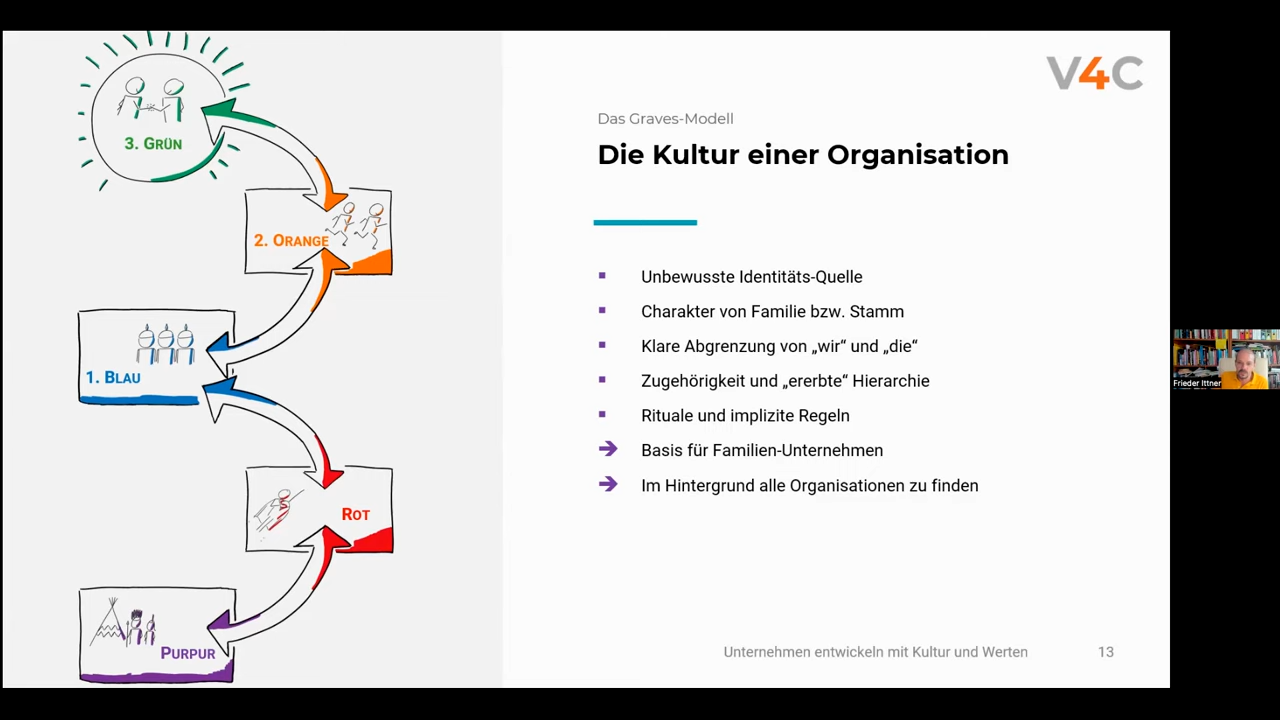 3. GRÜN
2. ORANGE
1. BLAU
ROT
PURPUR
V4C
Das Graves-Modell
Die Kultur einer Organisation
Unbewusste Identitäts-Quelle
Charakter von Familie bzw. Stamm
Klare Abgrenzung von „wir“ und „die“
Zugehörigkeit und „ererbte“ Hierarchie
Rituale und implizite Regeln
Basis für Familien-Unternehmen
Im Hintergrund alle Organisationen zu finden
Unternehmen entwickeln mit Kultur und Werten 13
Frieder Ittner